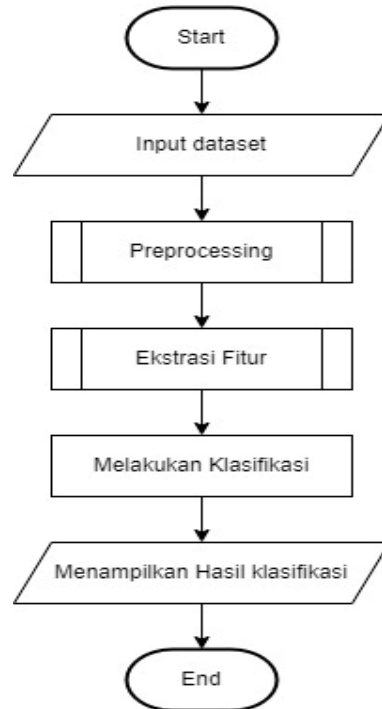 Start
Input dataset
Preprocessing
Ekstrasi Fitur
Melakukan Klasifikasi
Menampilkan Hasil klasifikasi
End